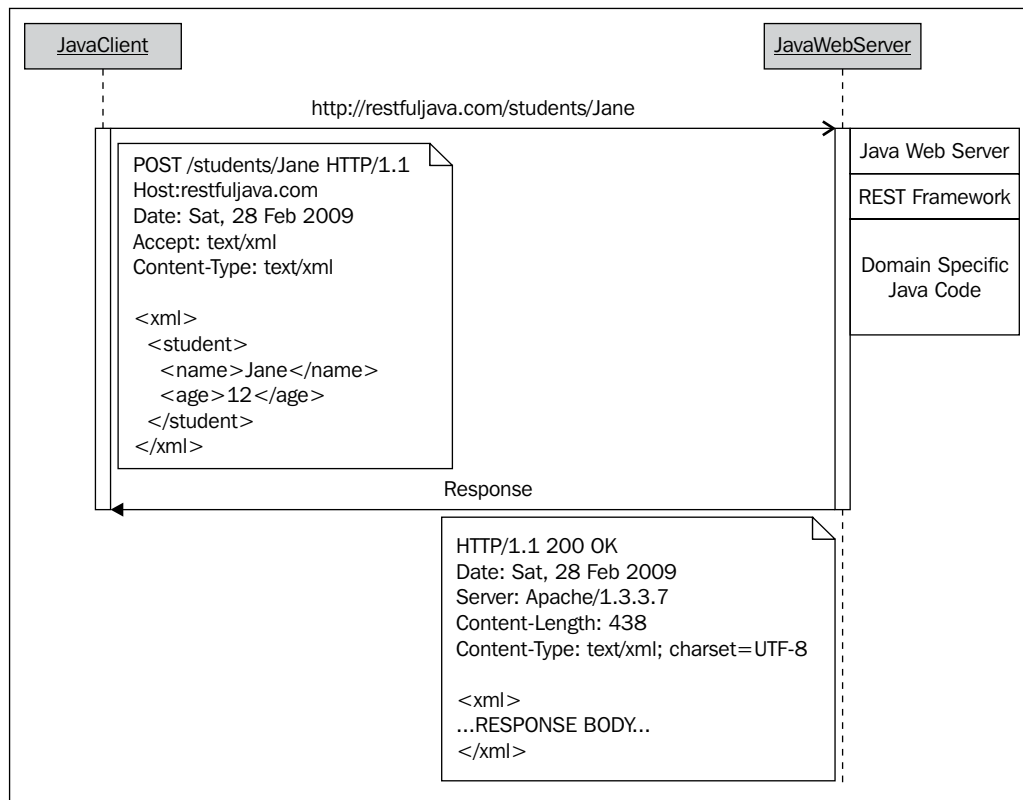 JavaClient
JavaWebServer
http://restfuljava.com/students/Jane
POST /students/Jane HTTP/1.1
Host:restfuljava.com
Date: Sat, 28 Feb 2009
Accept: text/xml
Content-Type: text/xml
<xml>
<student>
<name>Jane</name>
<age>12</age>
</student>
</xml>
Java Web Server
REST Framework
Domain Specific
Java Code
Response
HTTP/1.1 200 OK
Date: Sat, 28 Feb 2009
Server: Apache/1.3.3.7
Content-Length: 438
Content-Type: text/xml; charset=UTF-8
<xml>
...RESPONSE BODY...
</xml>